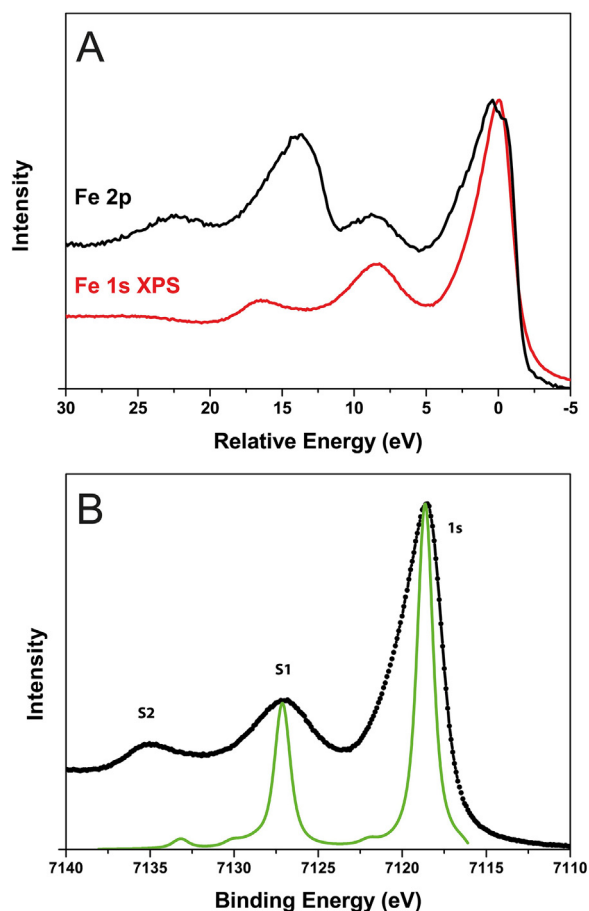 A
Intensity
Fe 2p
Fe 1s XPS
30 25 20 15 10 5 0 -5
Relative Energy (eV)
B
1s
S1
S2
Intensity
7140 7135 7130 7125 7120 7115 7110
Binding Energy (eV)